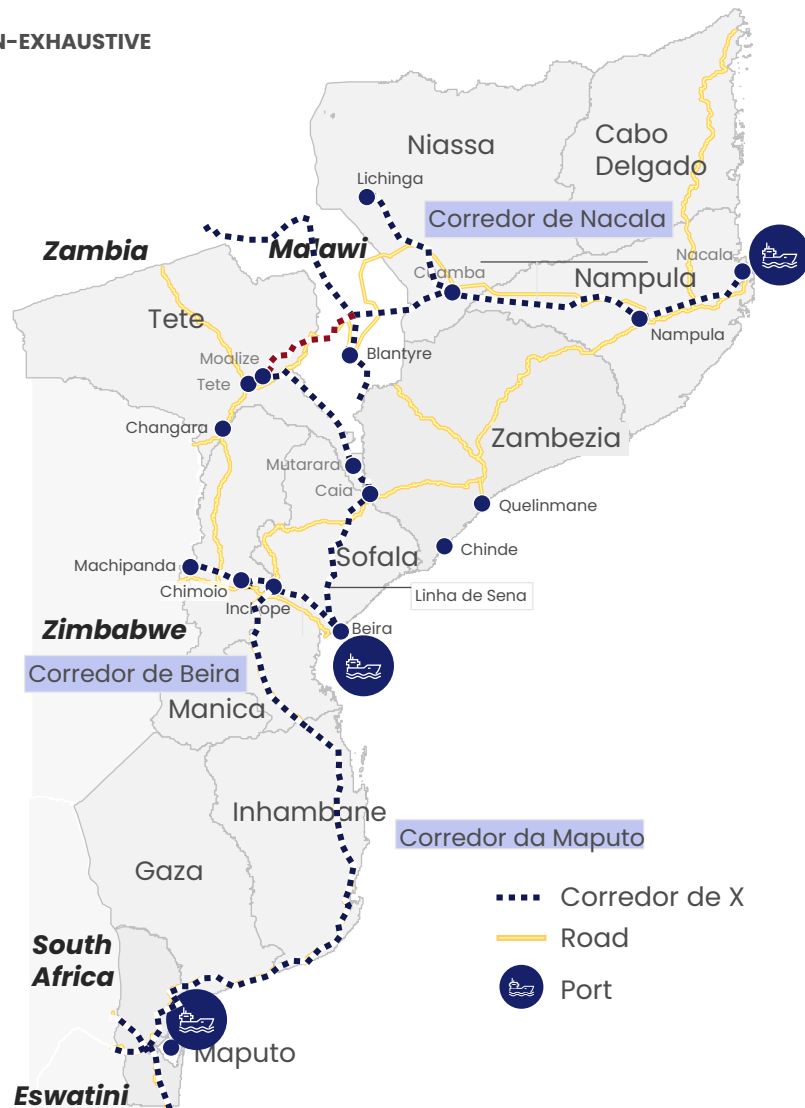 N-EXHAUSTIVE
Cabo
Delgado
Niassa
Lichinga
Corredor de Nacala
Zambia
Malawi
Nacala
Cuamba
Nampula
Tete
Nampula
Moatize
Blantyre
Tete
Changara
Zambezia
Mutarara
Caia
Quelinmane
Chinde
Sofala
Machipanda
Chimoio
Linha de Sena
Inchope
Zimbabwe
Beira
Corredor de Beira
Manica
Inhambane
Corredor da Maputo
Gaza
Corredor de X
Road
South
Africa
Port
Maputo
Eswatini